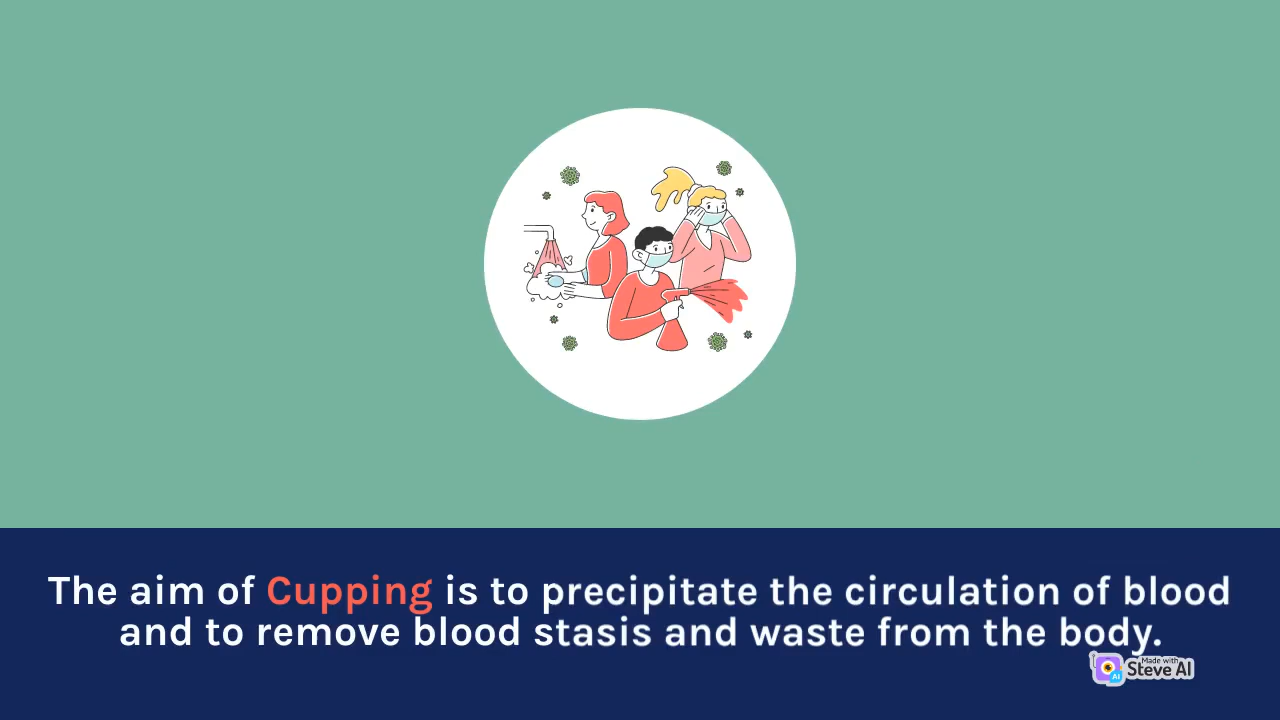 The aim of Cupping is to precipitate the circulation of blood
and to remove blood stasis and waste from the body.
Made with
Steve AI
AI